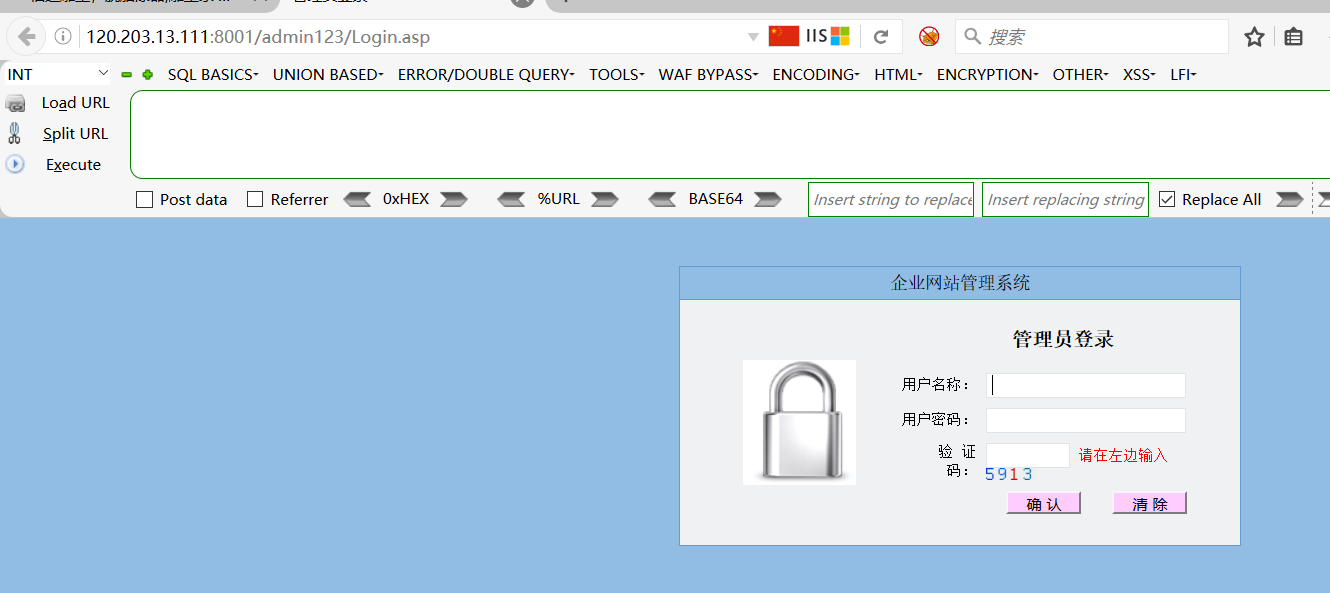 120.203.13.111:8001/admin123/Login.asp
IIS
搜索
INT
SQL BASICS
UNION BASED
ERROR/DOUBLE QUERY
TOOLS
WAF BYPASS
ENCODING
HTML
ENCRYPTION
OTHER
XSS
LFI
Load URL
Split URL
Execute
Post data
Referrer
0xHEX
%URL
BASE64
Insert string to replace
Insert replacing string
Replace All
企业网站管理系统
管理员登录
用户名称：
用户密码：
验 证
码：
请在左边输入
5913
确 认
清 除